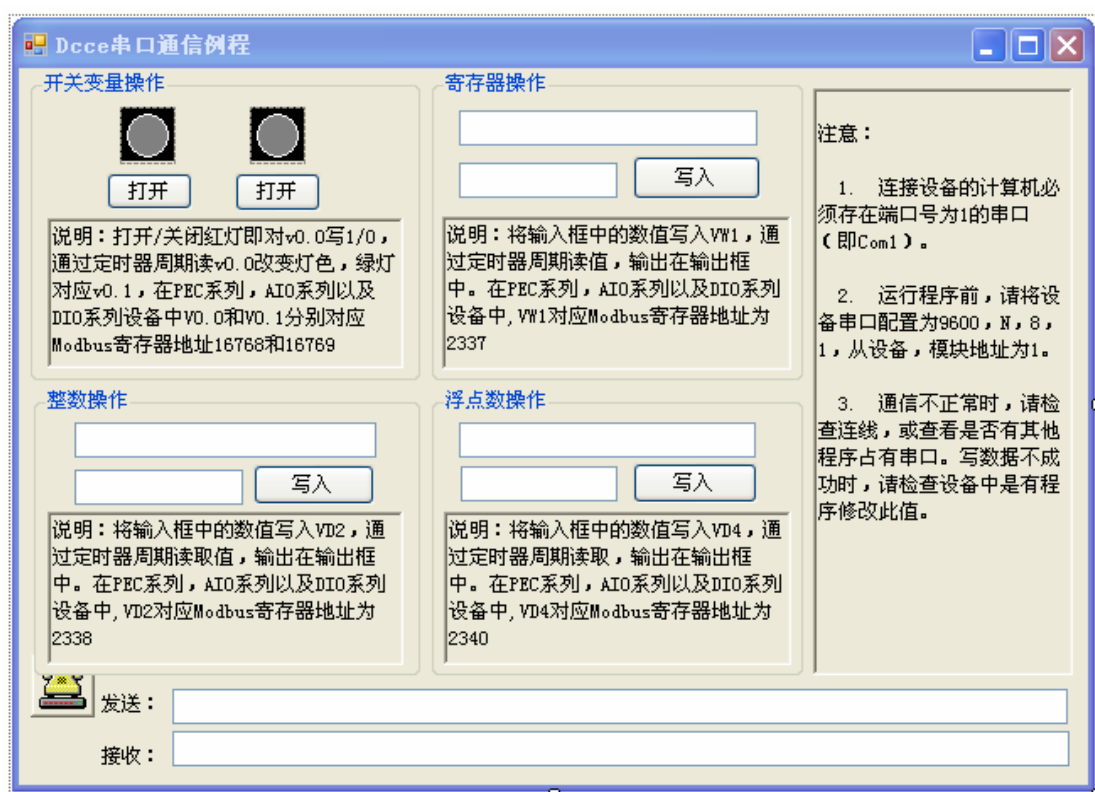 Dcce串口通信例程
开关变量操作
打开
打开
说明：打开/关闭红灯即对v0.0写1/0，
通过定时器周期读v0.0改变灯色，绿灯
对应v0.1，在PEC系列，AIO系列以及
DIO系列设备中V0.0和V0.1分别对应
Modbus寄存器地址16768和16769
寄存器操作
写入
说明：将输入框中的数值写入VW1，通
过定时器周期读值，输出在输出框
中。在PEC系列，AIO系列以及DIO系列
设备中,VW1对应Modbus寄存器地址为
2337
整数操作
写入
说明：将输入框中的数值写入VD2，通
过定时器周期读取值，输出在输出框
中。在PEC系列，AIO系列以及DIO系列
设备中,VD2对应Modbus寄存器地址为
2338
浮点数操作
写入
说明：将输入框中的数值写入VD4，通
过定时器周期读取，输出在输出框
中。在PEC系列，AIO系列以及DIO系列
设备中,VD4对应Modbus寄存器地址为
2340
注意：
1. 连接设备的计算机必
须存在端口号为1的串口
（即Com1）。
2. 运行程序前，请将设
备串口配置为9600，N，8，
1，从设备，模块地址为1。
3. 通信不正常时，请检
查连线，或查看是否有其他
程序占有串口。写数据不成
功时，请检查设备中是有程
序修改此值。
发送：
接收：